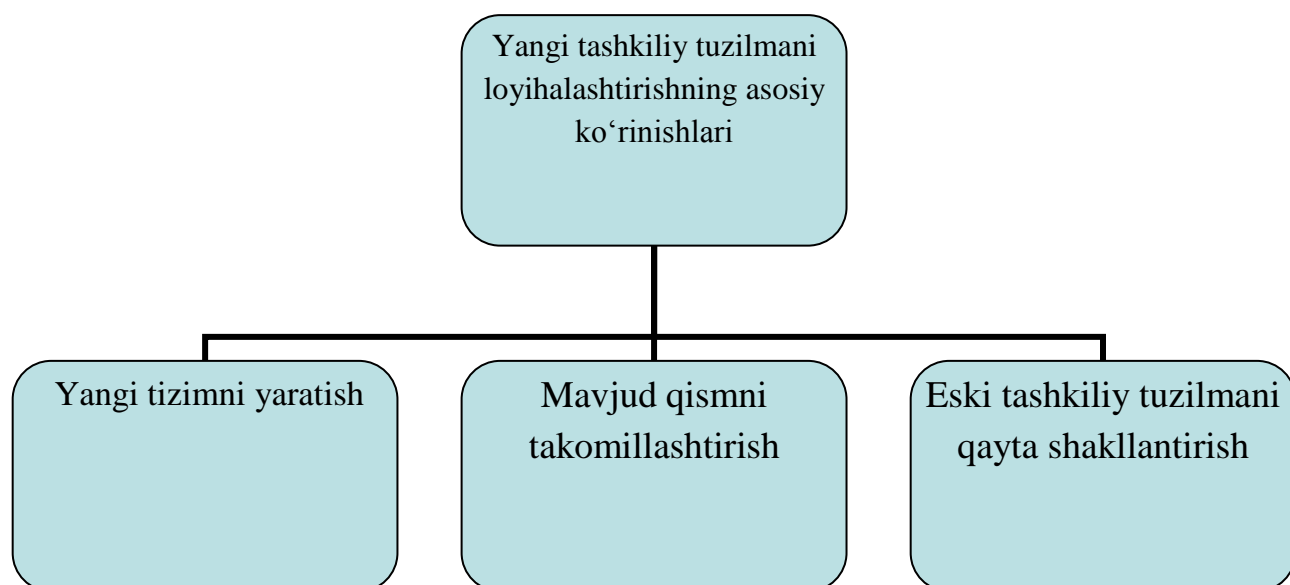 Yangi tashkiliy tuzilmani
loyihalashtirishning asosiy
ko‘rinishlari
Yangi tizimni yaratish
Mavjud qismni
takomillashtirish
Eski tashkiliy tuzilmani
qayta shakllantirish